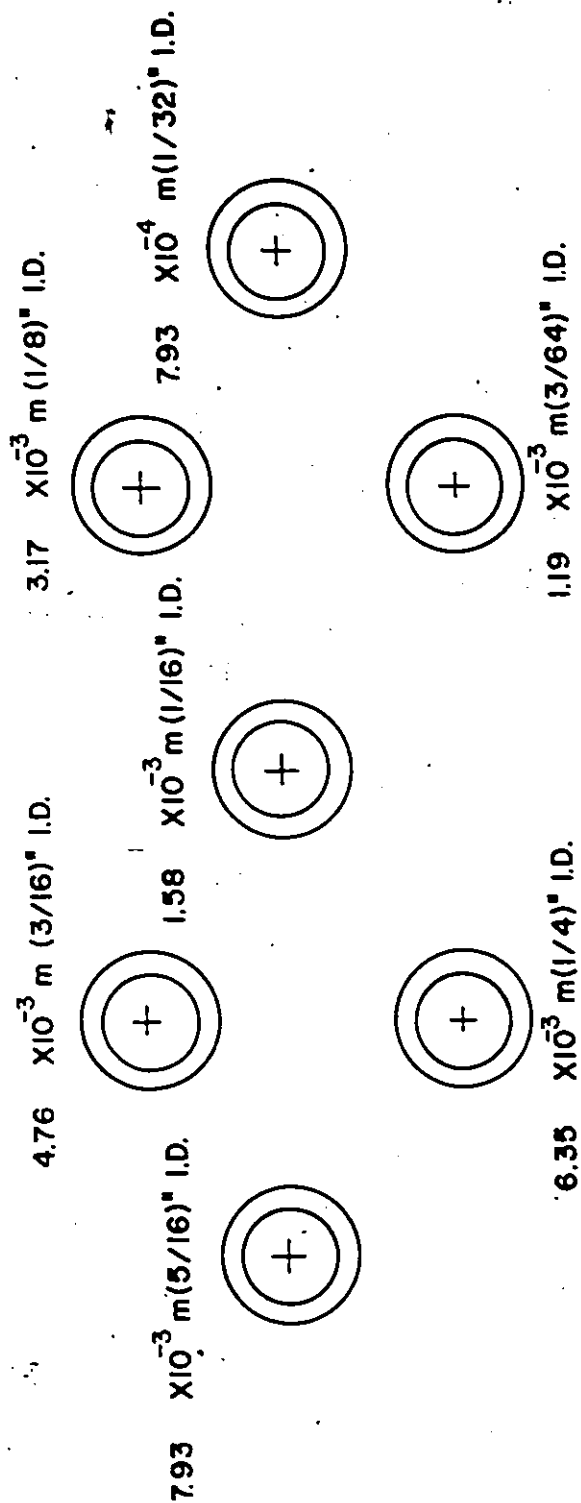 4.76 X10⁻³ m (3/16)" I.D.
3.17 X10⁻³ m (1/8)" I.D.
7.93 X10⁻³ m(5/16)" I.D.
1.58 X10⁻³ m(1/16)" I.D.
7.93 X10⁻⁴ m(1/32)" I.D.
6.35 X10⁻³ m(1/4)" I.D.
1.19 X10⁻³ m(3/64)" I.D.